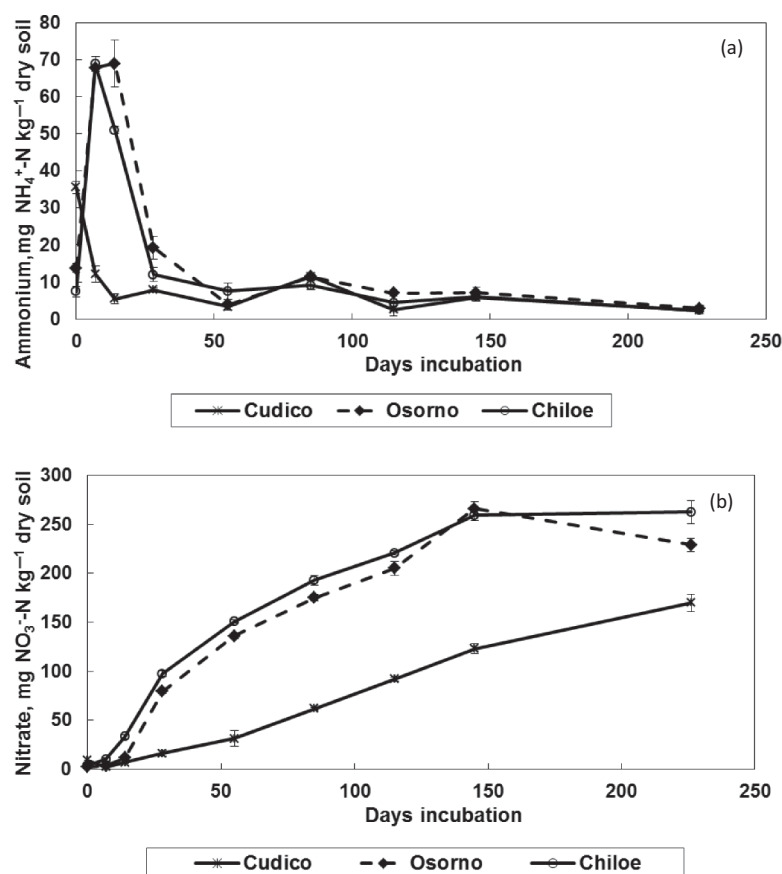 (a)
Ammonium, mg NH₄⁺-N kg⁻¹ dry soil
80
70
60
50
40
30
20
10
0
0 50 100 150 200 250
Days incubation
Cudico Osorno Chiloe
(b)
Nitrate, mg NO₃⁻-N kg⁻¹ dry soil
300
250
200
150
100
50
0
0 50 100 150 200 250
Days incubation
Cudico Osorno Chiloe